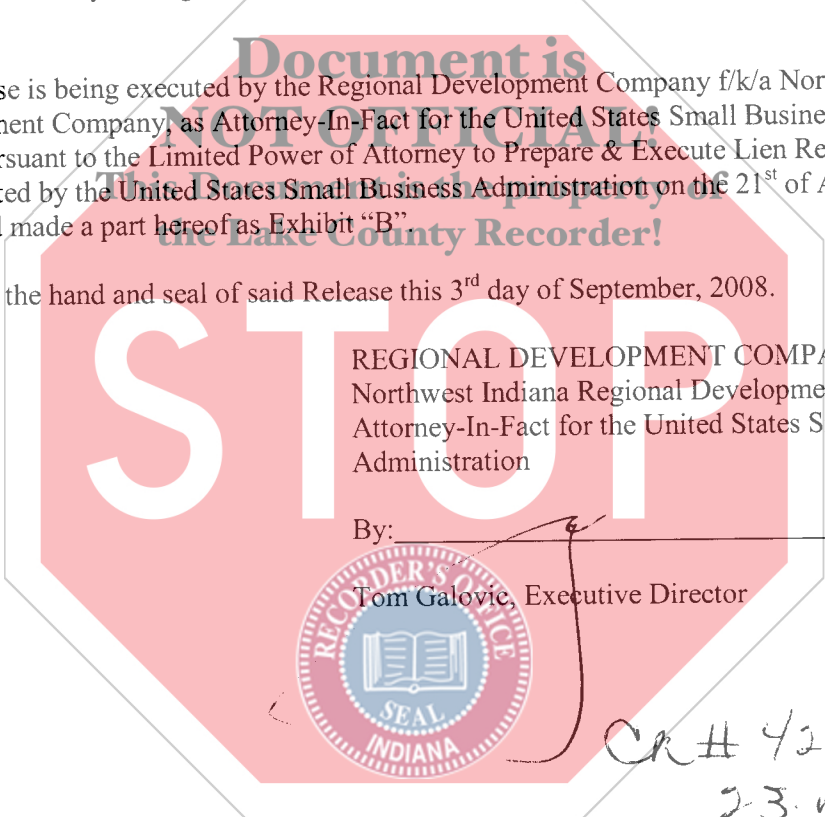 Document is
se is being executed by the Regional Development Company f/k/a Nor
NOT OFFICIAL!
ment Company, as Attorney-In-Fact for the United States Small Busine
rsuant to the Limited Power of Attorney to Prepare & Execute Lien Re
This Document is the property of
ted by the United States Small Business Administration on the 21st of A
the Lake County Recorder!
d made a part hereof as Exhibit “B”.
the hand and seal of said Release this 3rd day of September, 2008.
STOP
REGIONAL DEVELOPMENT COMPA
Northwest Indiana Regional Developme
Attorney-In-Fact for the United States S
Administration
By:
Tom Galovic, Executive Director
RECORDER'S OFFICE
SEAL
INDIANA
CK# 42
23.